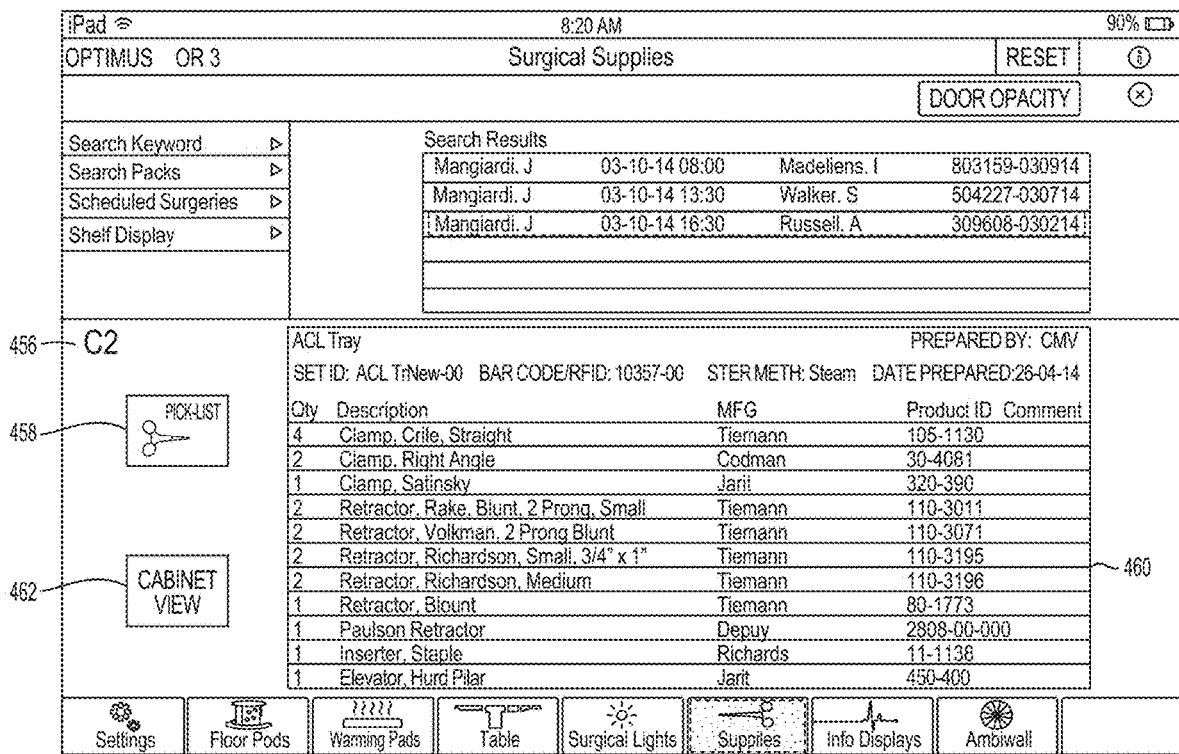 iPad 8:20 AM 90%
OPTIMUS OR 3 Surgical Supplies RESET
DOOR OPACITY
Search Keyword
Search Packs
Scheduled Surgeries
Shelf Display
Search Results
Mangiardi. J 03-10-14 08:00 Madeliens. I 803159-030914
Mangiardi. J 03-10-14 13:30 Walker. S 504227-030714
Mangiardi. J 03-10-14 16:30 Russell. A 309608-030214
456 C2
458 PICK-LIST
462 CABINET VIEW
ACL Tray PREPARED BY: CMV
SET ID: ACL TrNew-00 BAR CODE/RFID: 10357-00 STER METH: Steam DATE PREPARED:26-04-14
Qty Description MFG Product ID Comment
4 Clamp, Crile, Straight Tiemann 105-1130
2 Clamp, Right Angle Codman 30-4081
1 Clamp, Satinsky Jarit 320-390
2 Retractor, Rake, Blunt, 2 Prong, Small Tiemann 110-3011
2 Retractor, Volkman, 2 Prong Blunt Tiemann 110-3071
2 Retractor, Richardson, Small, 3/4" x 1" Tiemann 110-3195
2 Retractor, Richardson, Medium Tiemann 110-3196
1 Retractor, Blount Tiemann 80-1773
1 Paulson Retractor Depuy 2808-00-000
1 Inserter, Staple Richards 11-1138
1 Elevator, Hurd Pilar Jarit 450-400
460
Settings Floor Pods Warming Pads Table Surgical Lights Supplies Info Displays Ambiwall